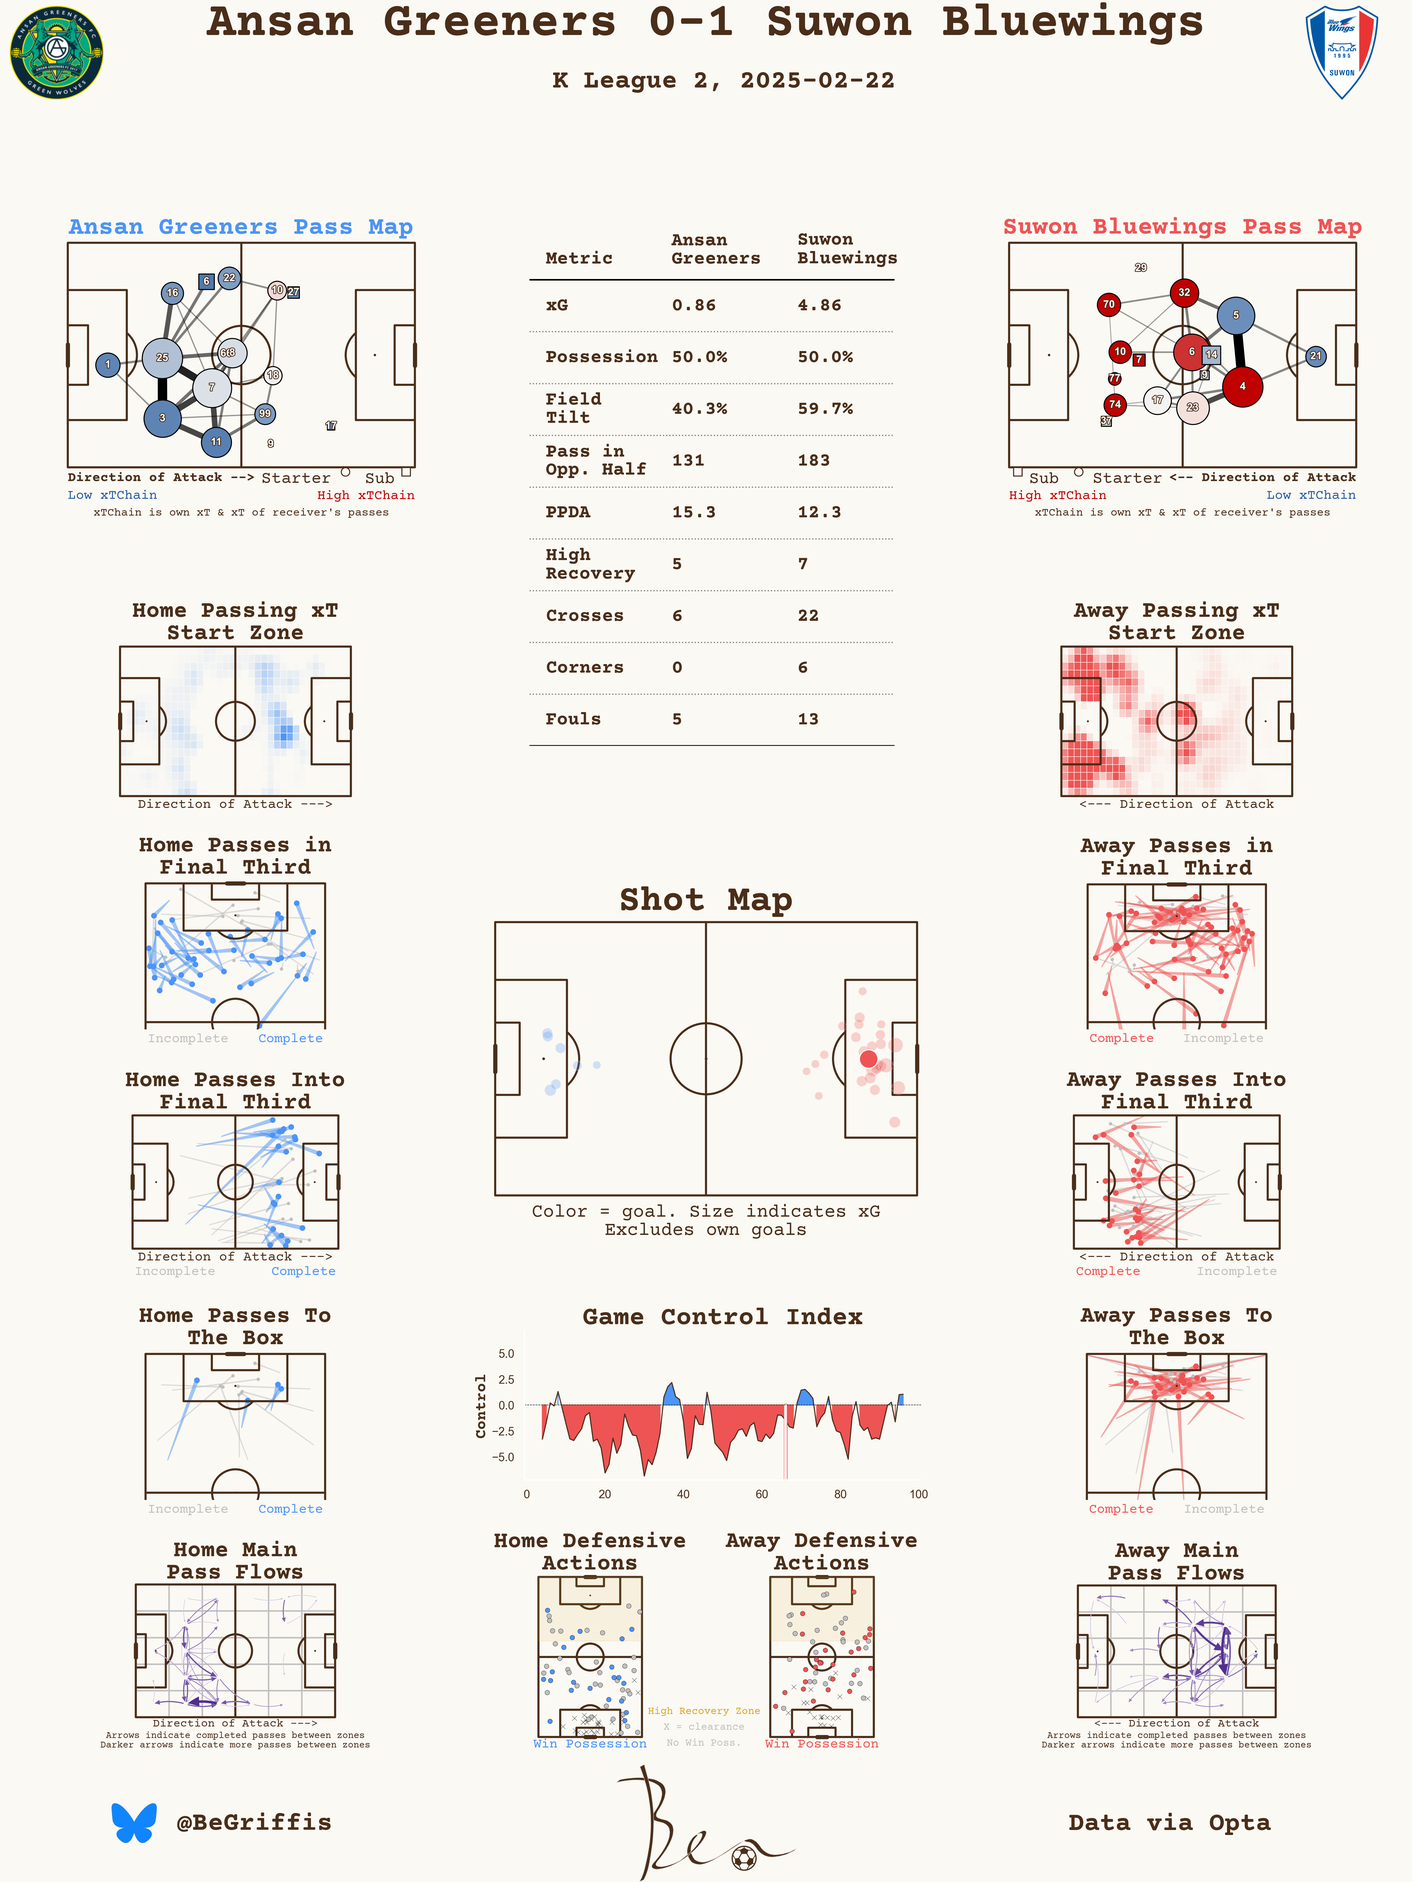 Ansan Greeners 0-1 Suwon Bluewings
K League 2, 2025-02-22
ANSAN GREENERS FC
GREEN WOLVES
Blue Wings
1995
SUWON
Ansan Greeners Pass Map
1
16
6
22
10
27
25
8
7
18
3
11
99
9
17
Direction of Attack --> Starter Sub
Low xTChain High xTChain
xTChain is own xT & xT of receiver's passes
Metric Ansan Greeners Suwon Bluewings
xG 0.86 4.86
Possession 50.0% 50.0%
Field Tilt 40.3% 59.7%
Pass in Opp. Half 131 183
PPDA 15.3 12.3
High Recovery 5 7
Crosses 6 22
Corners 0 6
Fouls 5 13
Suwon Bluewings Pass Map
29
70
32
5
10
7
6
14
21
77
9
4
74
17
23
37
Sub Starter <-- Direction of Attack
High xTChain Low xTChain
xTChain is own xT & xT of receiver's passes
Home Passing xT
Start Zone
Direction of Attack --->
Home Passes in
Final Third
Incomplete Complete
Home Passes Into
Final Third
Direction of Attack --->
Incomplete Complete
Home Passes To
The Box
Incomplete Complete
Home Main
Pass Flows
Direction of Attack --->
Arrows indicate completed passes between zones
Darker arrows indicate more passes between zones
Shot Map
Color = goal. Size indicates xG
Excludes own goals
Game Control Index
Control
5.0
2.5
0.0
−2.5
−5.0
0 20 40 60 80 100
Home Defensive
Actions
Win Possession
Away Defensive
Actions
Win Possession
High Recovery Zone
X = clearance
No Win Poss.
Away Passing xT
Start Zone
<--- Direction of Attack
Away Passes in
Final Third
Complete Incomplete
Away Passes Into
Final Third
<--- Direction of Attack
Complete Incomplete
Away Passes To
The Box
Complete Incomplete
Away Main
Pass Flows
<--- Direction of Attack
Arrows indicate completed passes between zones
Darker arrows indicate more passes between zones
@BeGriffis
Ben
Data via Opta